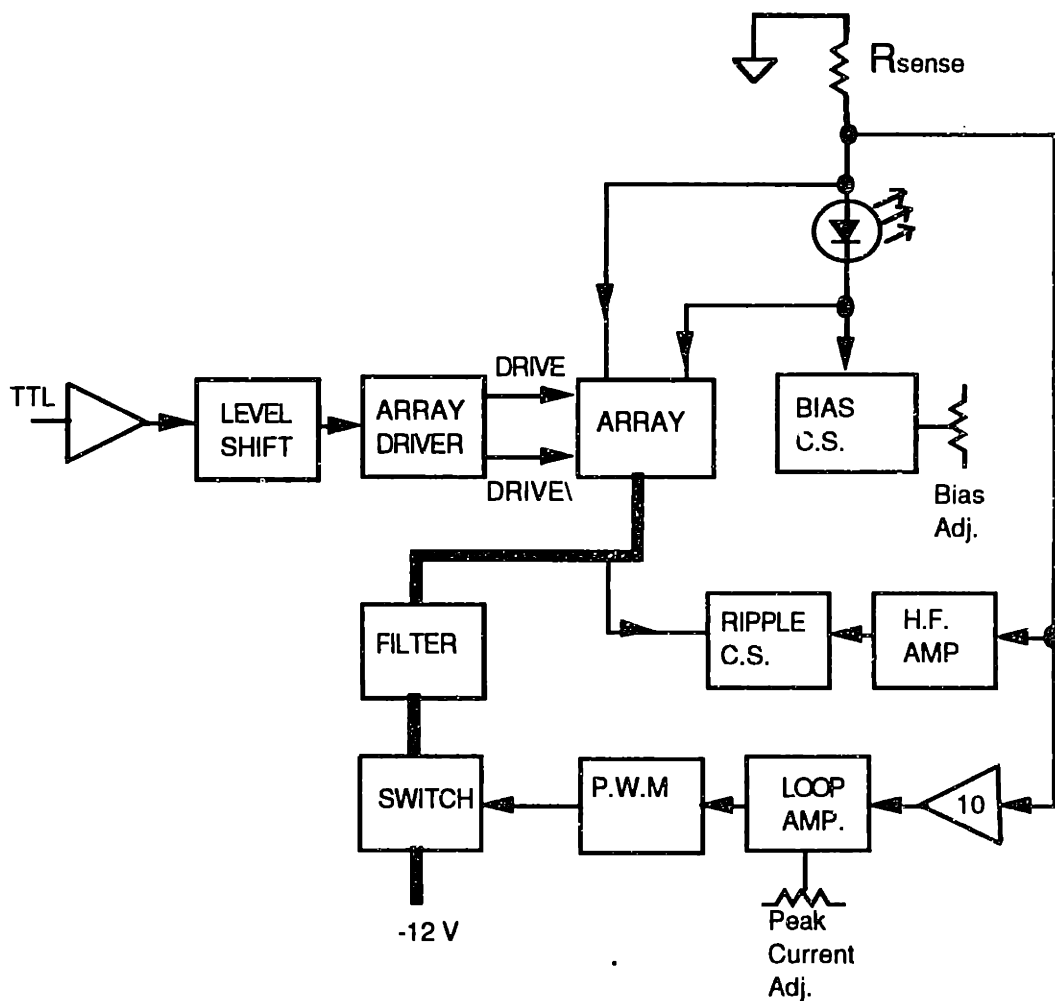 Rsense
TTL
LEVEL
SHIFT
ARRAY
DRIVER
DRIVE
DRIVE\
ARRAY
BIAS
C.S.
Bias
Adj.
FILTER
RIPPLE
C.S.
H.F.
AMP
SWITCH
P.W.M
LOOP
AMP.
10
-12 V
Peak
Current
Adj.